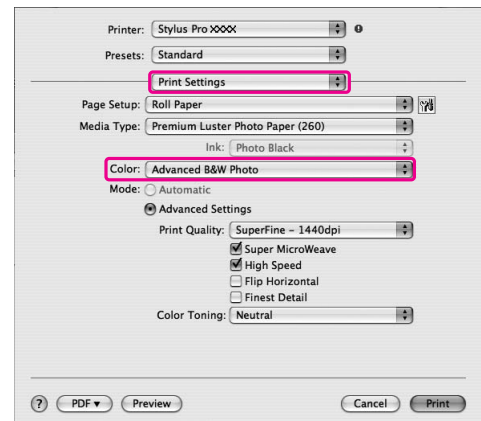 Printer: Stylus Pro XXXX
Presets: Standard
Print Settings
Page Setup: Roll Paper
Media Type: Premium Luster Photo Paper (260)
Ink: Photo Black
Color: Advanced B&W Photo
Mode: Automatic
Advanced Settings
Print Quality: SuperFine - 1440dpi
Super MicroWeave
High Speed
Flip Horizontal
Finest Detail
Color Toning: Neutral
? PDF ▼ Preview Cancel Print